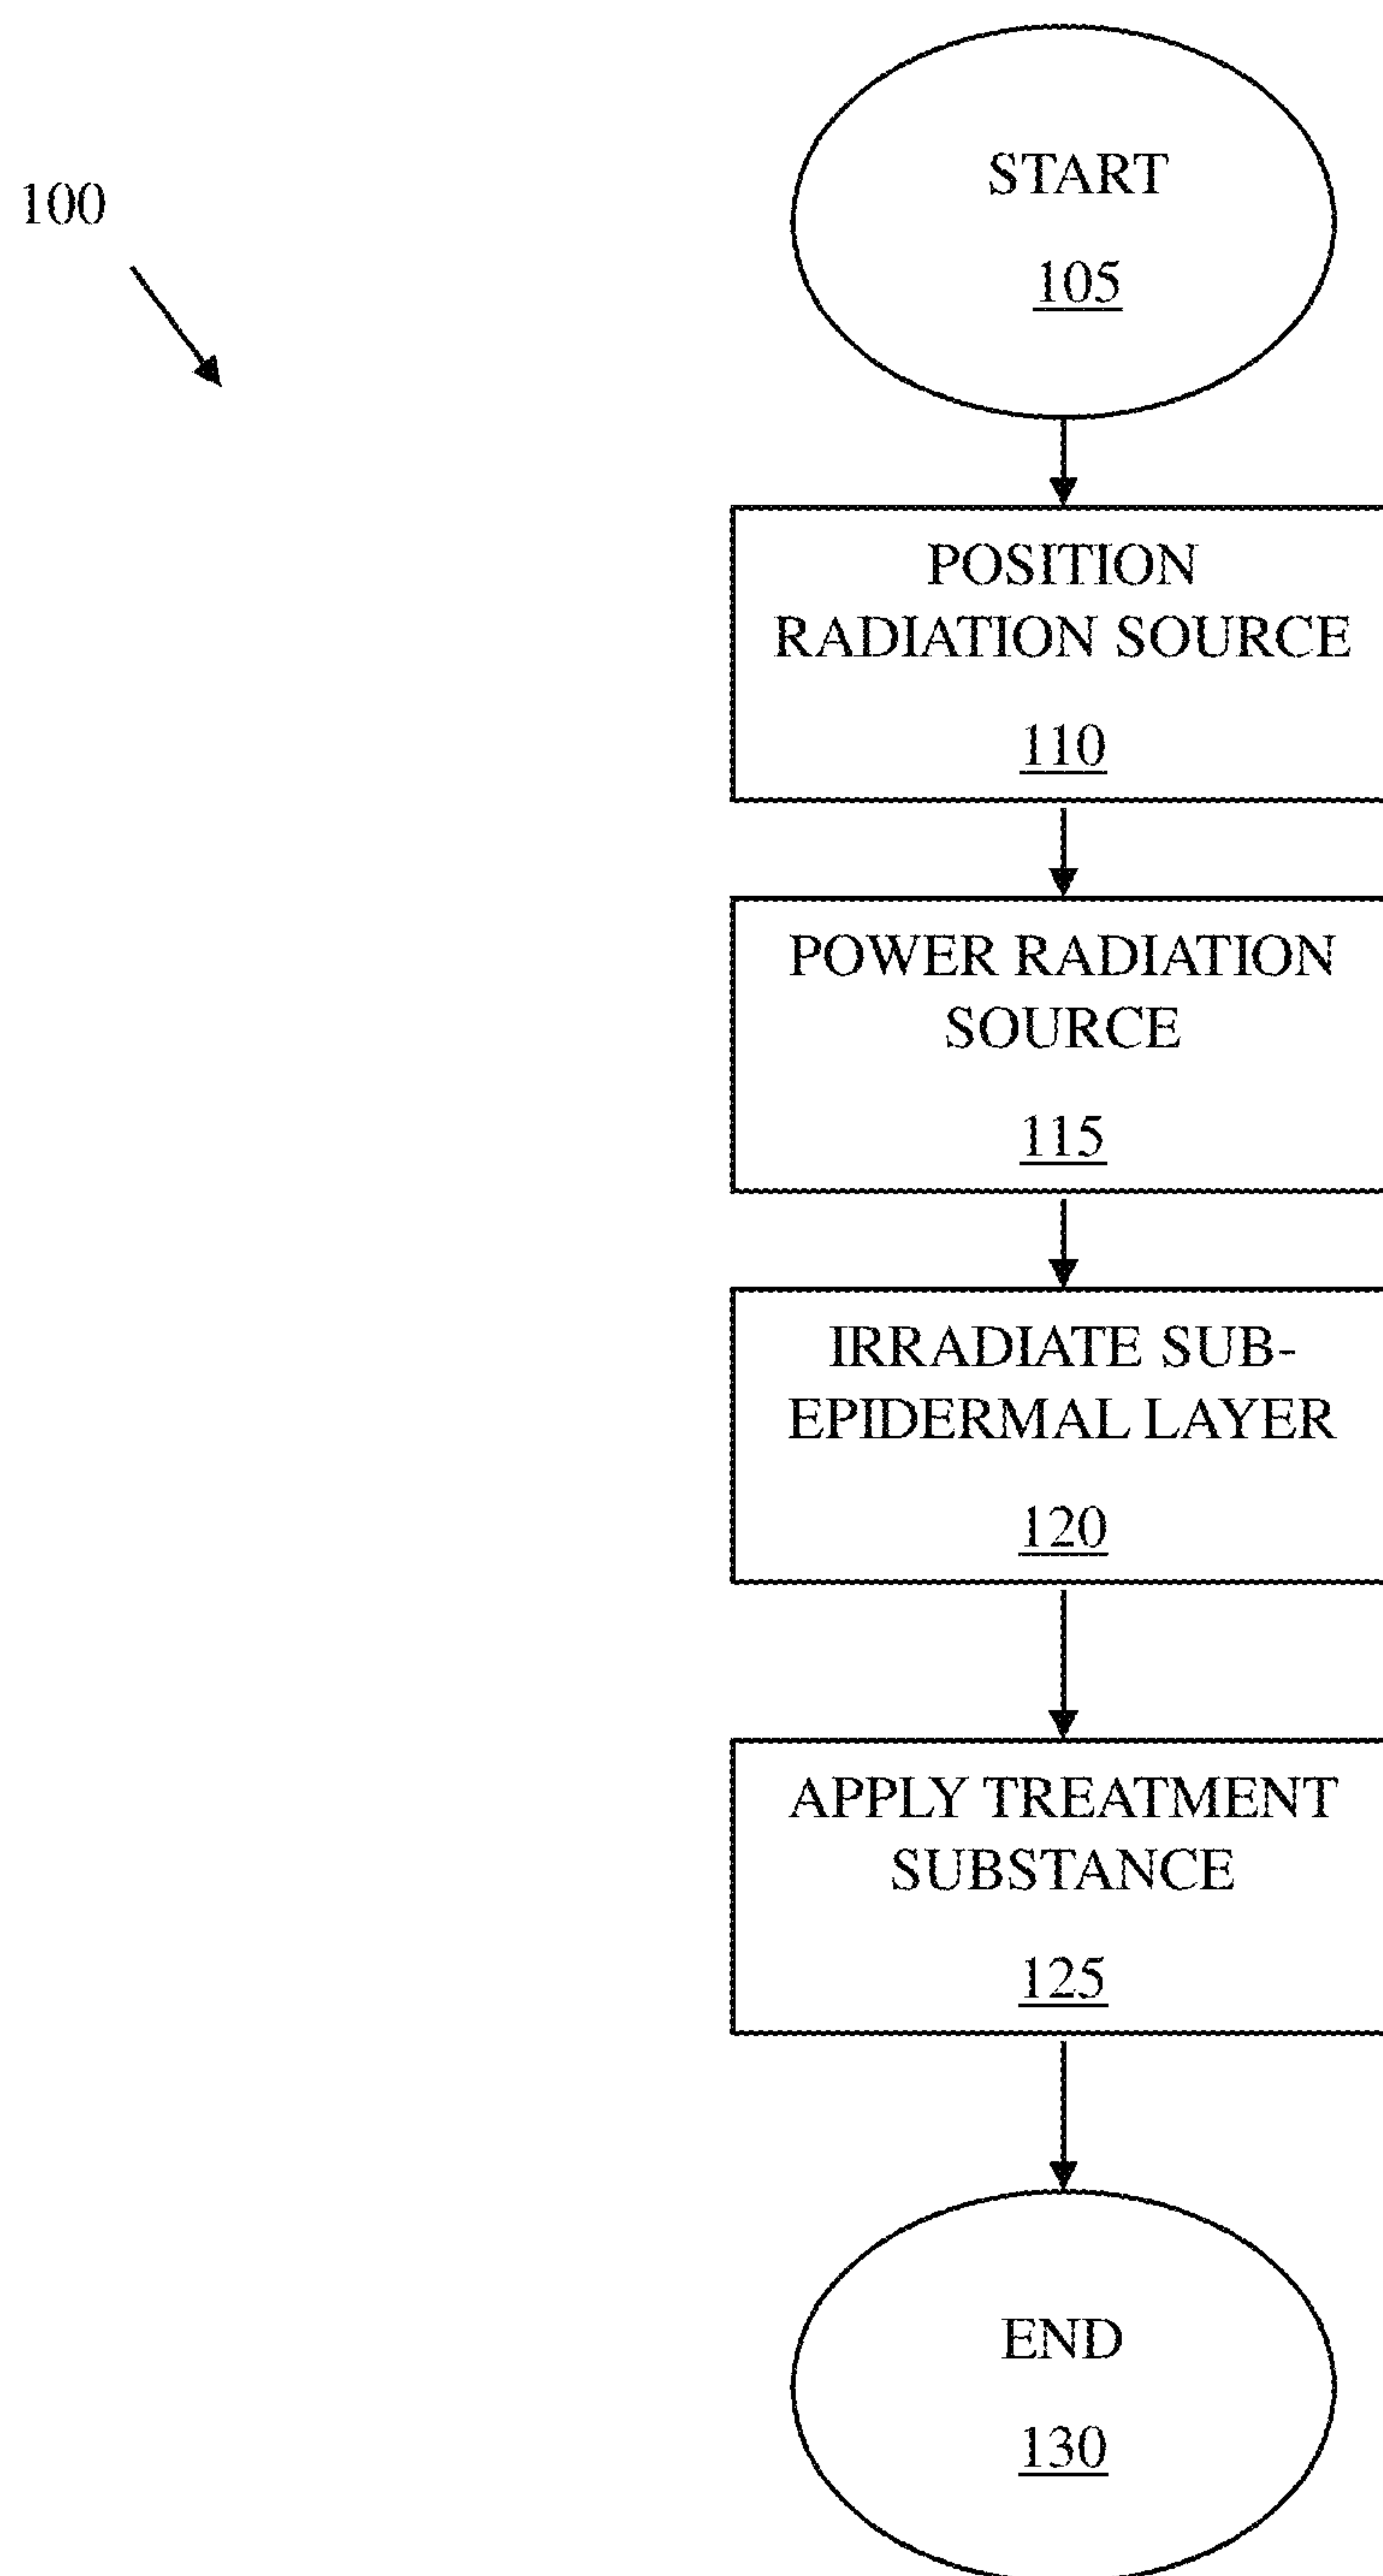 100
START
105
POSITION
RADIATION SOURCE
110
POWER RADIATION
SOURCE
115
IRRADIATE SUB-
EPIDERMAL LAYER
120
APPLY TREATMENT
SUBSTANCE
125
END
130